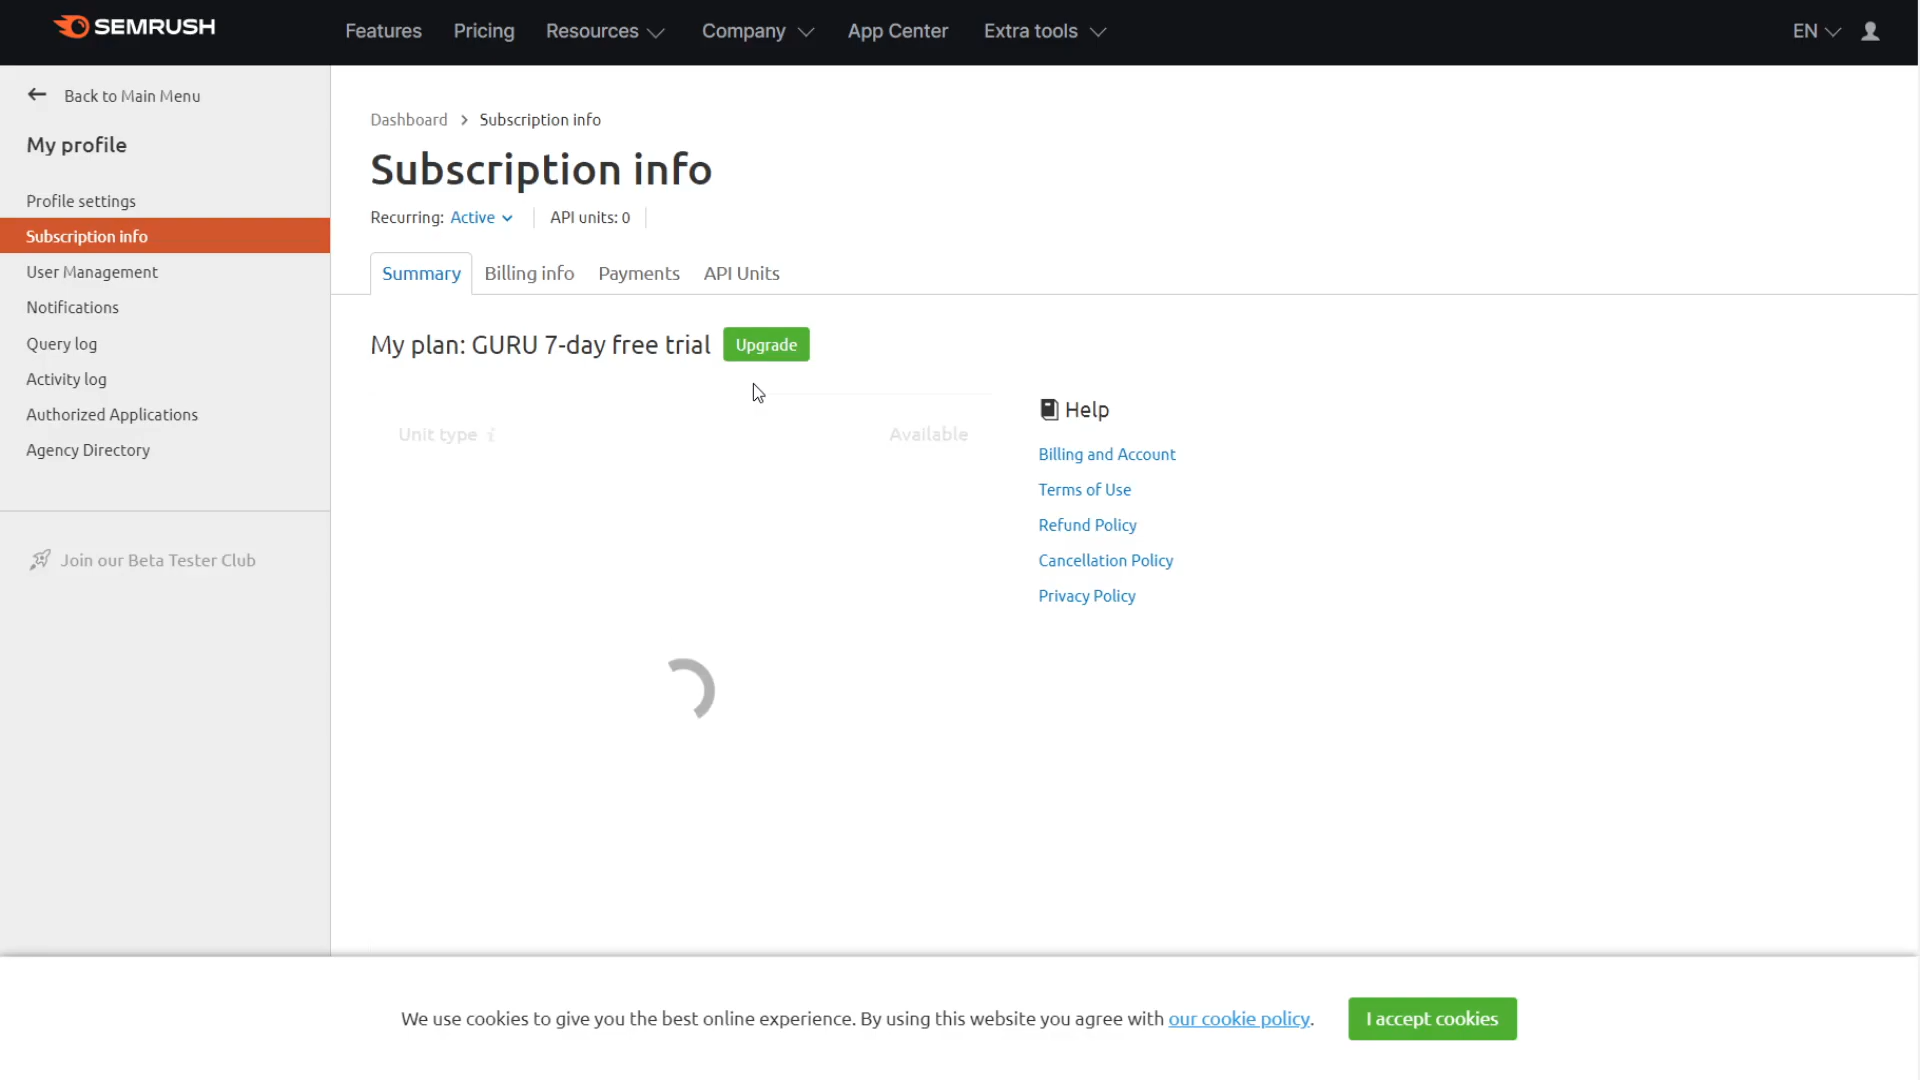 SEMRUSH
Features Pricing Resources Company App Center Extra tools EN
Back to Main Menu
My profile
Profile settings
Subscription info
User Management
Notifications
Query log
Activity log
Authorized Applications
Agency Directory
Join our Beta Tester Club
Dashboard > Subscription info
Subscription info
Recurring: Active API units: 0
Summary Billing info Payments API Units
My plan: GURU 7-day free trial Upgrade
Unit type i Available
Help
Billing and Account
Terms of Use
Refund Policy
Cancellation Policy
Privacy Policy
We use cookies to give you the best online experience. By using this website you agree with our cookie policy. I accept cookies